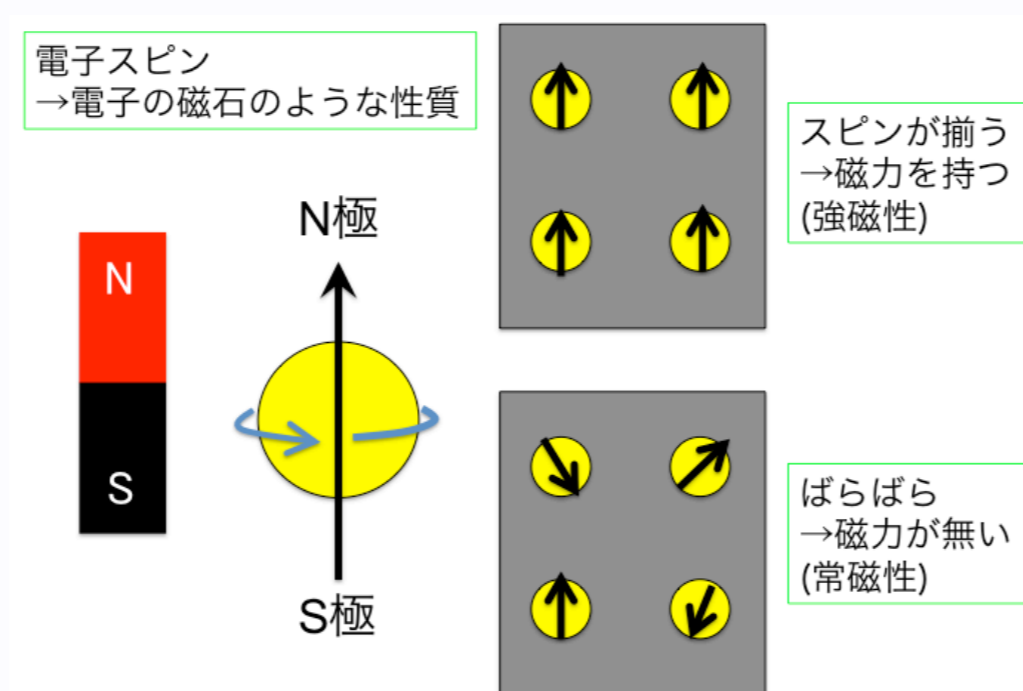 電子スピン
→電子の磁石のような性質
N極
N
S
S極
スピンが揃う
→磁力を持つ
(強磁性)
ばらばら
→磁力が無い
(常磁性)